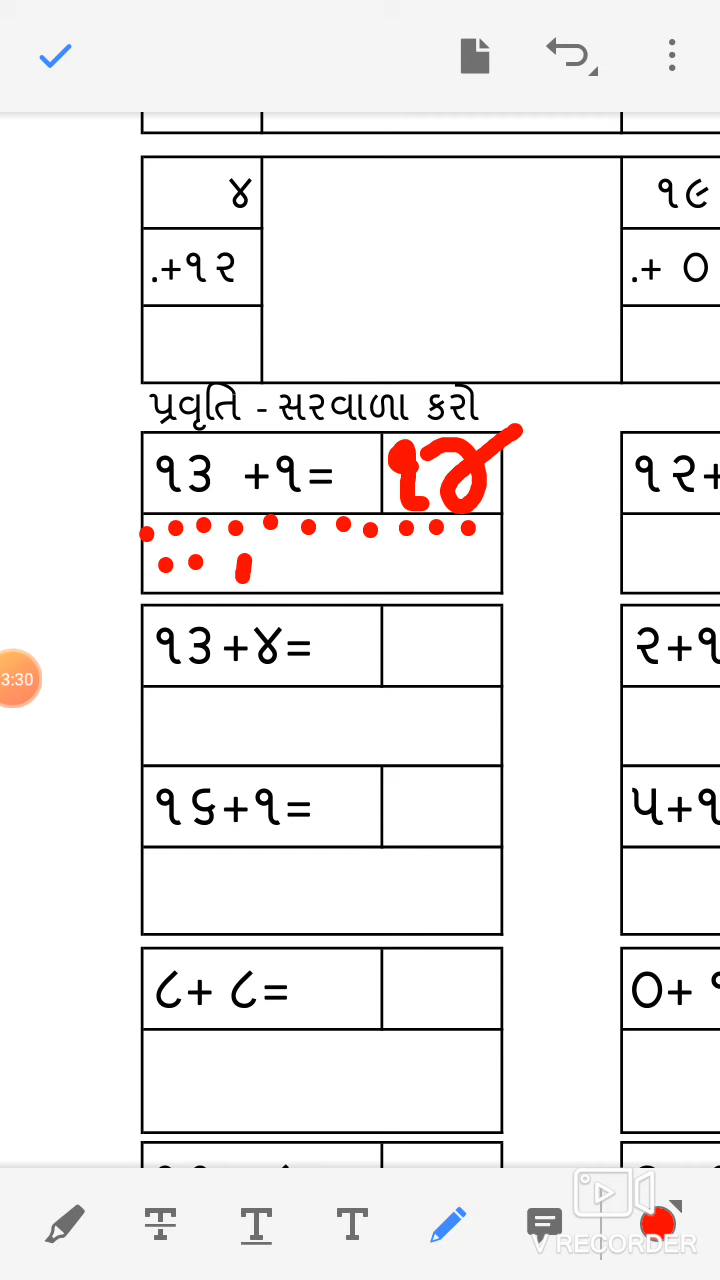 ૪ ૧૯
.+૧૨ .+ ૦
પ્રવૃતિ - સરવાળા કરો
૧૩ +૧= ૧૪ ૧૨+
૧૩+૪= ૨+૧
૧૬+૧= ૫+૧
3:30
૮+ ૮= ૦+
T T T
V RECORDER